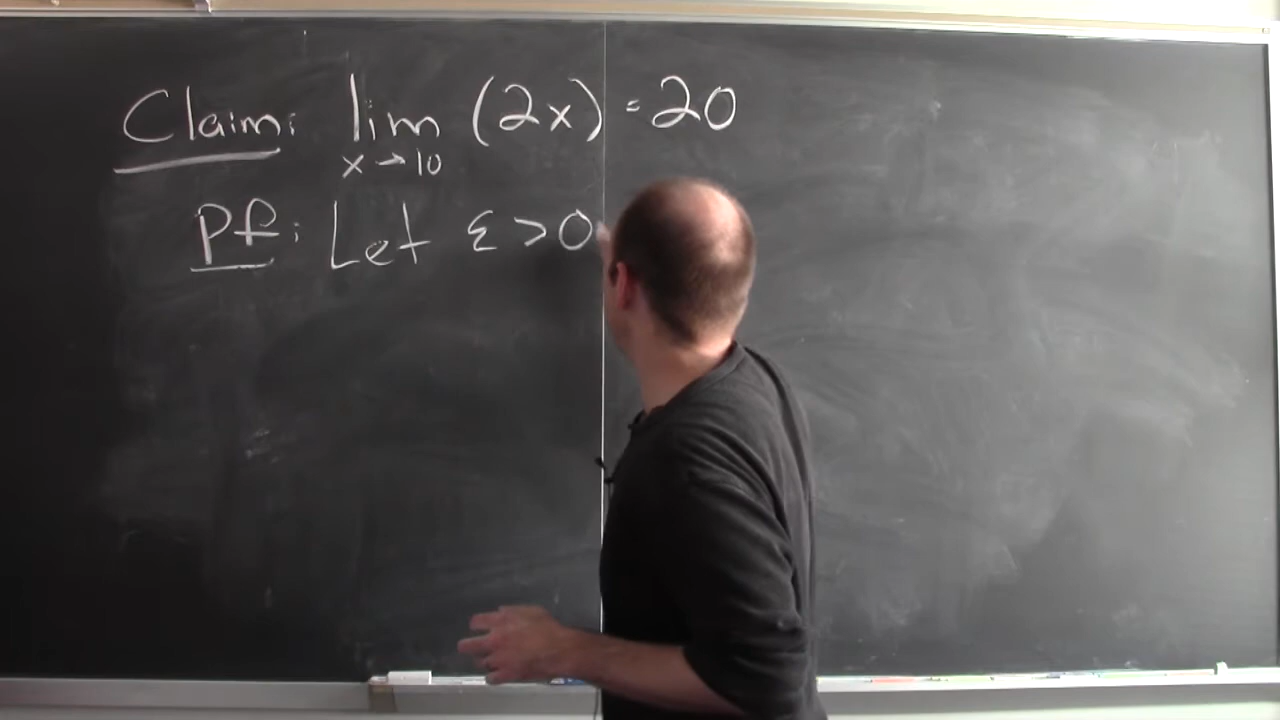 Claim: lim (2x) = 20
x→10
Pf: Let ε > 0